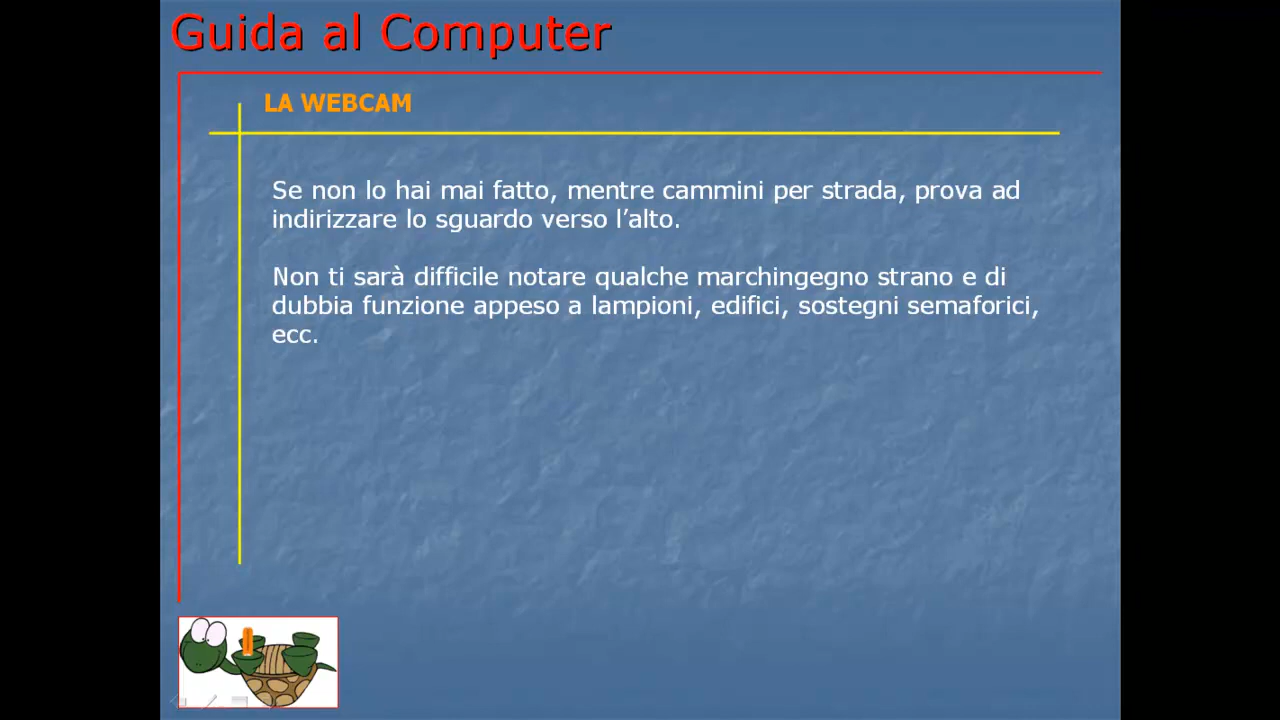 Guida al Computer
LA WEBCAM
Se non lo hai mai fatto, mentre cammini per strada, prova ad
indirizzare lo sguardo verso l’alto.
Non ti sarà difficile notare qualche marchingegno strano e di
dubbia funzione appeso a lampioni, edifici, sostegni semaforici,
ecc.